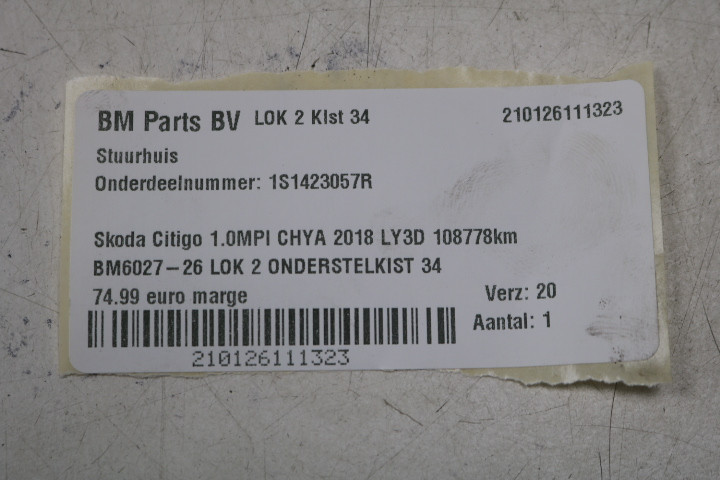 BM Parts BV LOK 2 Klst 34 210126111323
Stuurhuis
Onderdeelnummer: 1S1423057R
Skoda Citigo 1.0MPI CHYA 2018 LY3D 108778km
BM6027-26 LOK 2 ONDERSTELKIST 34
74.99 euro marge Verz: 20
Aantal: 1
210126111323